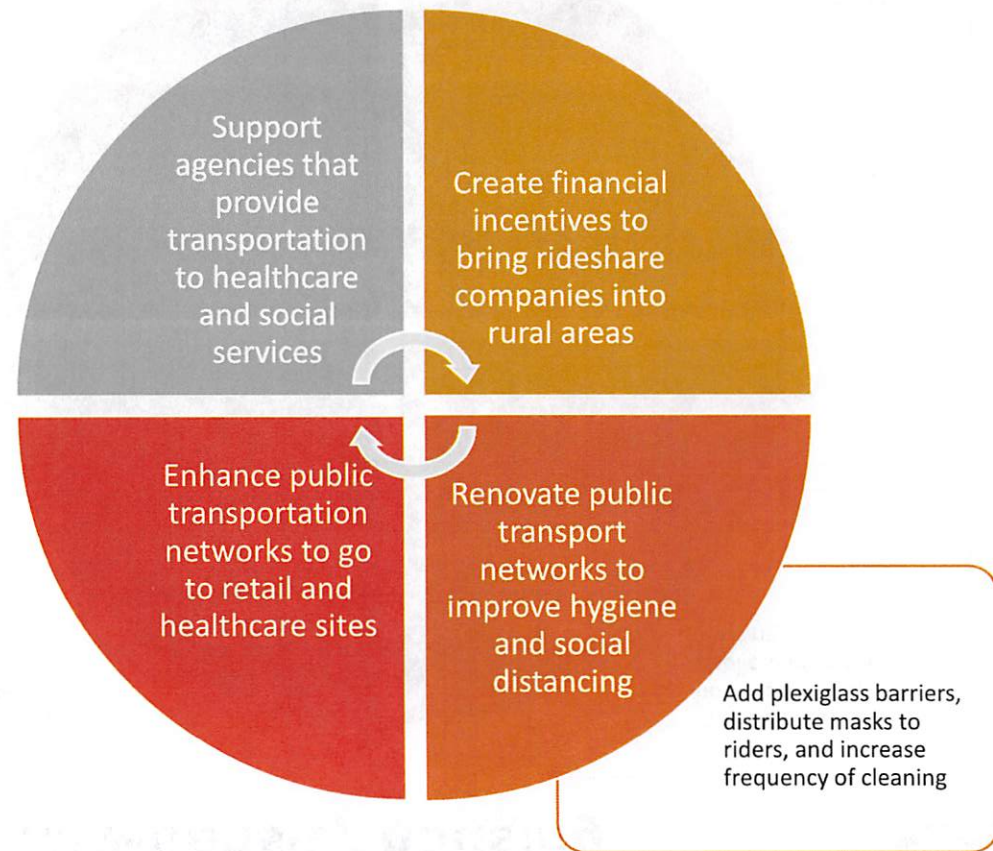 Support
agencies that
provide
transportation
to healthcare
and social
services
Create financial
incentives to
bring rideshare
companies into
rural areas
Enhance public
transportation
networks to go
to retail and
healthcare sites
Renovate public
transport
networks to
improve hygiene
and social
distancing
Add plexiglass barriers,
distribute masks to
riders, and increase
frequency of cleaning